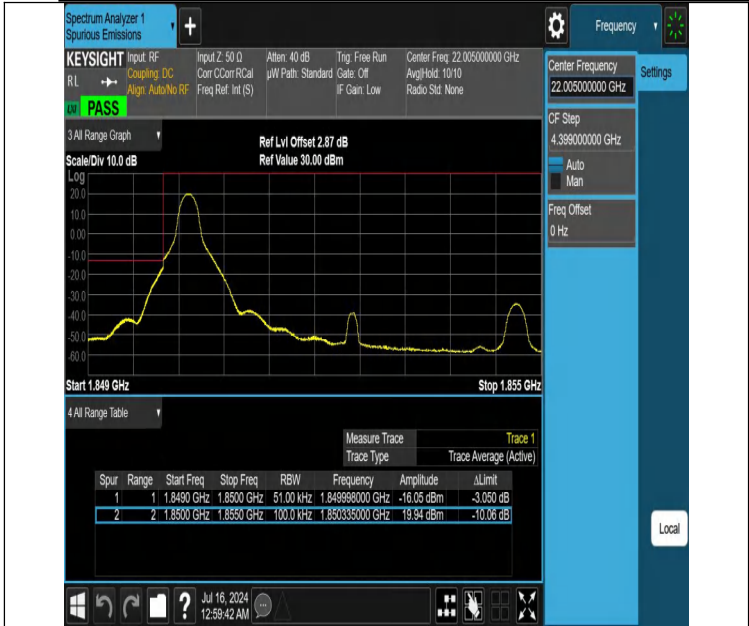 Spectrum Analyzer 1
Spurious Emissions
+
Frequency
KEYSIGHT
RL
PASS
Input: RF
Coupling: DC
Align: Auto/No RF
Input Z: 50 Ω
Corr CCorr RCal
Freq Ref: Int (S)
Atten: 40 dB
µW Path: Standard
Trig: Free Run
Gate: Off
IF Gain: Low
Center Freq: 22.005000000 GHz
Avg|Hold: 10/10
Radio Std: None
Center Frequency
22.005000000 GHz
Settings
CF Step
4.399000000 GHz
Auto
Man
Freq Offset
0 Hz
3 All Range Graph
Scale/Div 10.0 dB
Ref Lvl Offset 2.87 dB
Ref Value 30.00 dBm
Log
20.0
10.0
0.00
-10.0
-20.0
-30.0
-40.0
-50.0
-60.0
Start 1.849 GHz
Stop 1.855 GHz
4 All Range Table
Measure Trace Trace 1
Trace Type Trace Average (Active)
Spur Range Start Freq Stop Freq RBW Frequency Amplitude ΔLimit
1 1 1.8490 GHz 1.8500 GHz 51.00 kHz 1.849998000 GHz -16.05 dBm -3.050 dB
2 2 1.8500 GHz 1.8550 GHz 100.0 kHz 1.850335000 GHz 19.94 dBm -10.06 dB
Local
?
Jul 16, 2024
12:59:42 AM